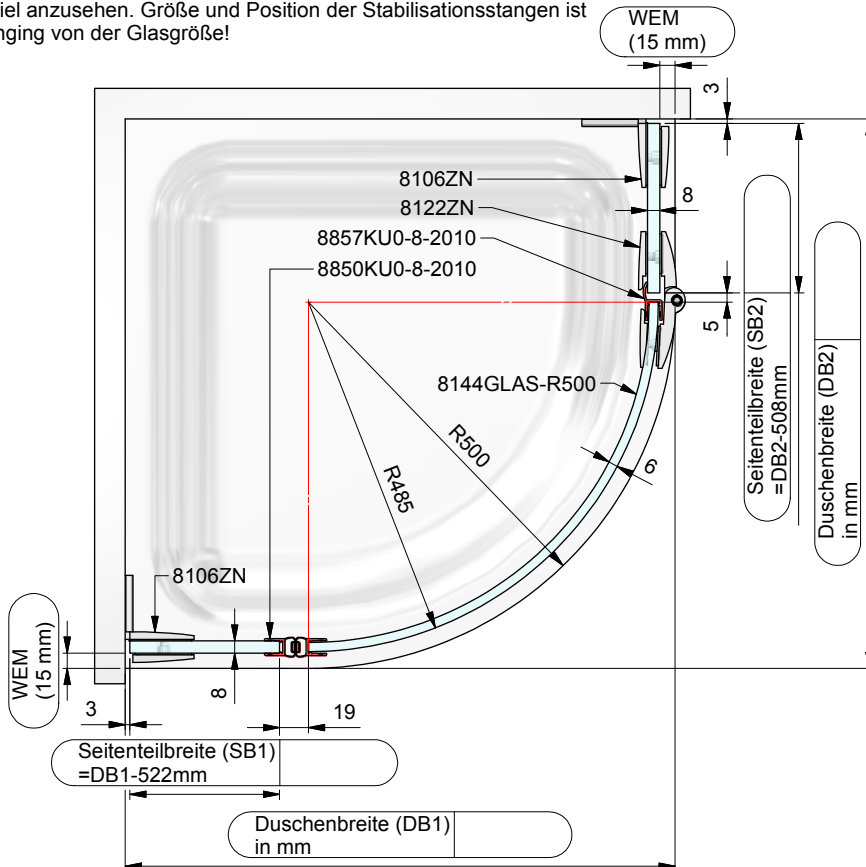 iel anzusehen. Größe und Position der Stabilisationsstangen ist
nging von der Glasgröße!
WEM
(15 mm)
3
8106ZN
8122ZN
8
8857KU0-8-2010
8850KU0-8-2010
5
Seitenteilbreite (SB2)
=DB2-508mm
Duschenbreite (DB2)
in mm
8144GLAS-R500
R500
R485
6
8106ZN
WEM
(15 mm)
8
3
19
Seitenteilbreite (SB1)
=DB1-522mm
Duschenbreite (DB1)
in mm